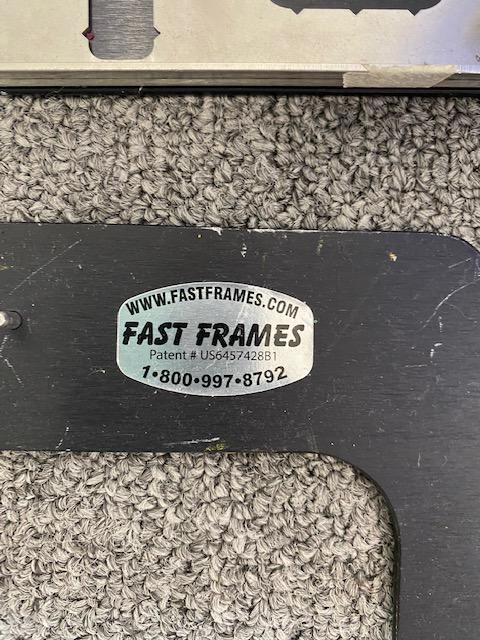 WWW.FASTFRAMES.COM
FAST FRAMES
Patent # US6457428B1
1•800•997•8792